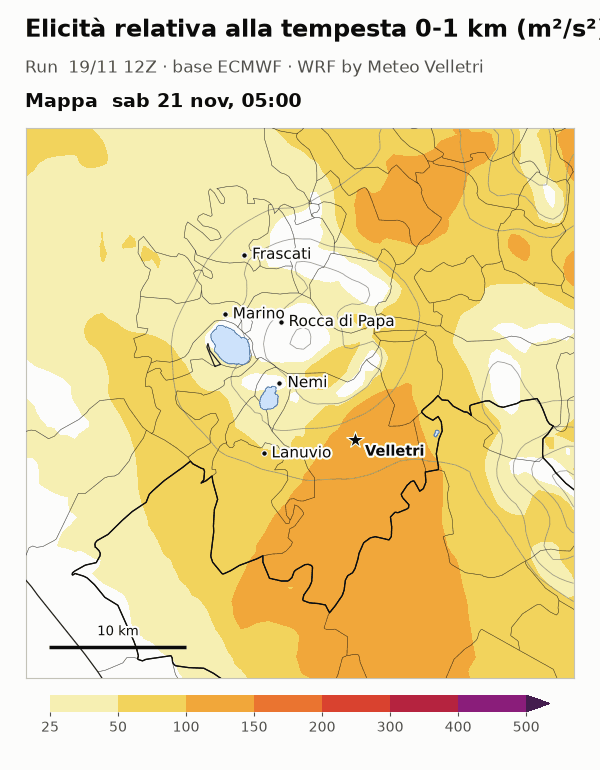 Elicità relativa alla tempesta 0-1 km (m²/s²)
Run 19/11 12Z · base ECMWF · WRF by Meteo Velletri
Mappa sab 21 nov, 05:00
Frascati
Marino
Rocca di Papa
Nemi
Velletri
Lanuvio
10 km
25 50 100 150 200 300 400 500